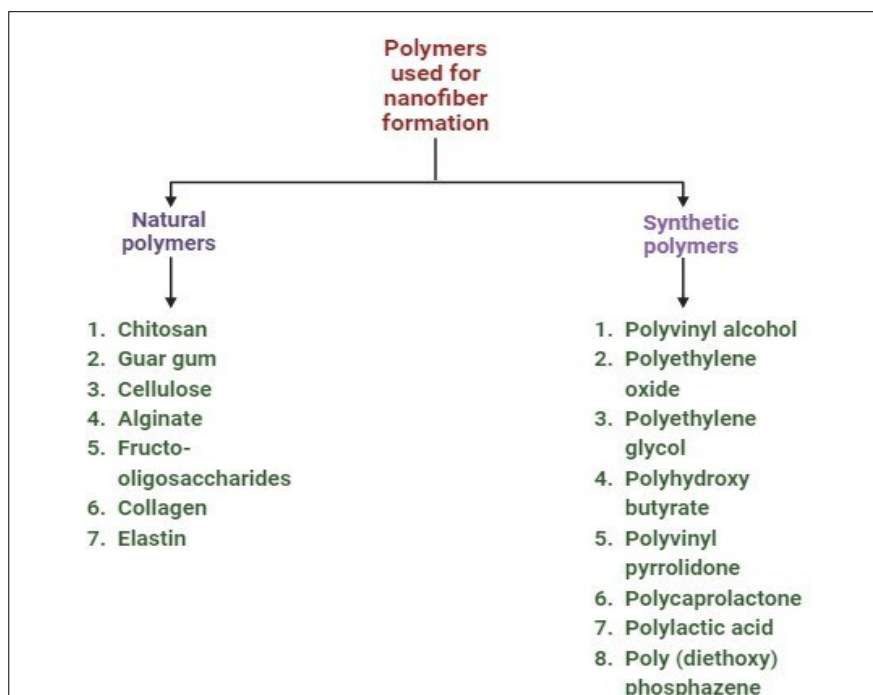 Polymers
used for
nanofiber
formation
Natural
polymers
1. Chitosan
2. Guar gum
3. Cellulose
4. Alginate
5. Fructo-
oligosaccharides
6. Collagen
7. Elastin
Synthetic
polymers
1. Polyvinyl alcohol
2. Polyethylene
oxide
3. Polyethylene
glycol
4. Polyhydroxy
butyrate
5. Polyvinyl
pyrrolidone
6. Polycaprolactone
7. Polylactic acid
8. Poly (diethoxy)
phosphazene